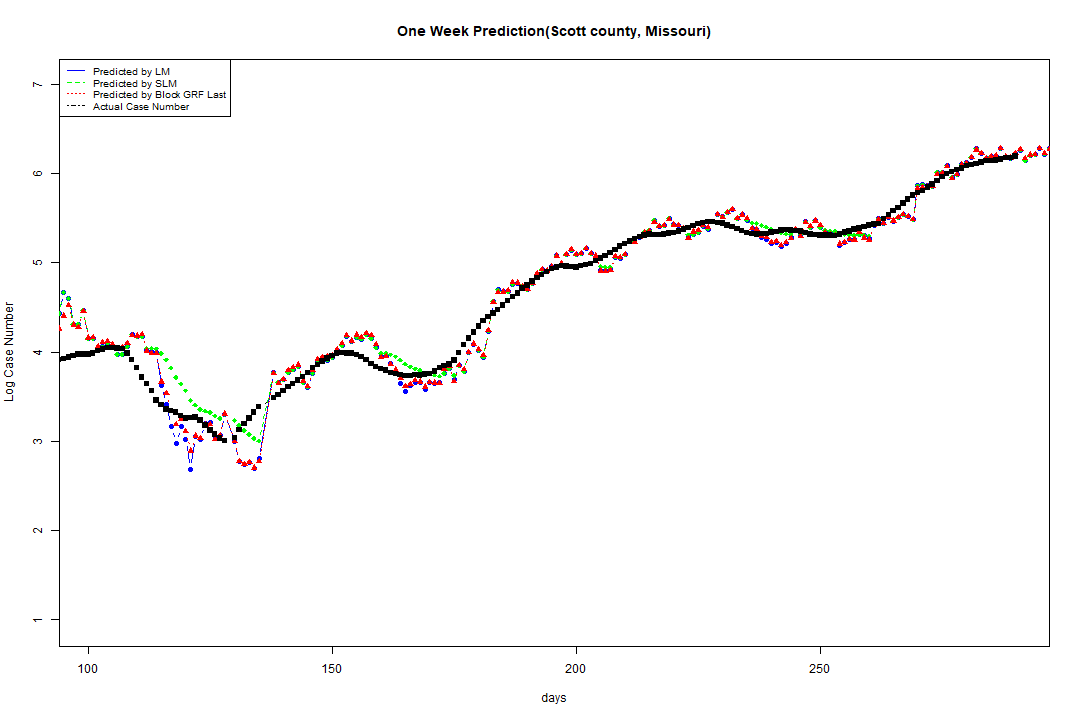 One Week Prediction(Scott county, Missouri)
Predicted by LM
Predicted by SLM
Predicted by Block GRF Last
Actual Case Number
7
6
5
4
3
2
1
Log Case Number
100 150 200 250
days